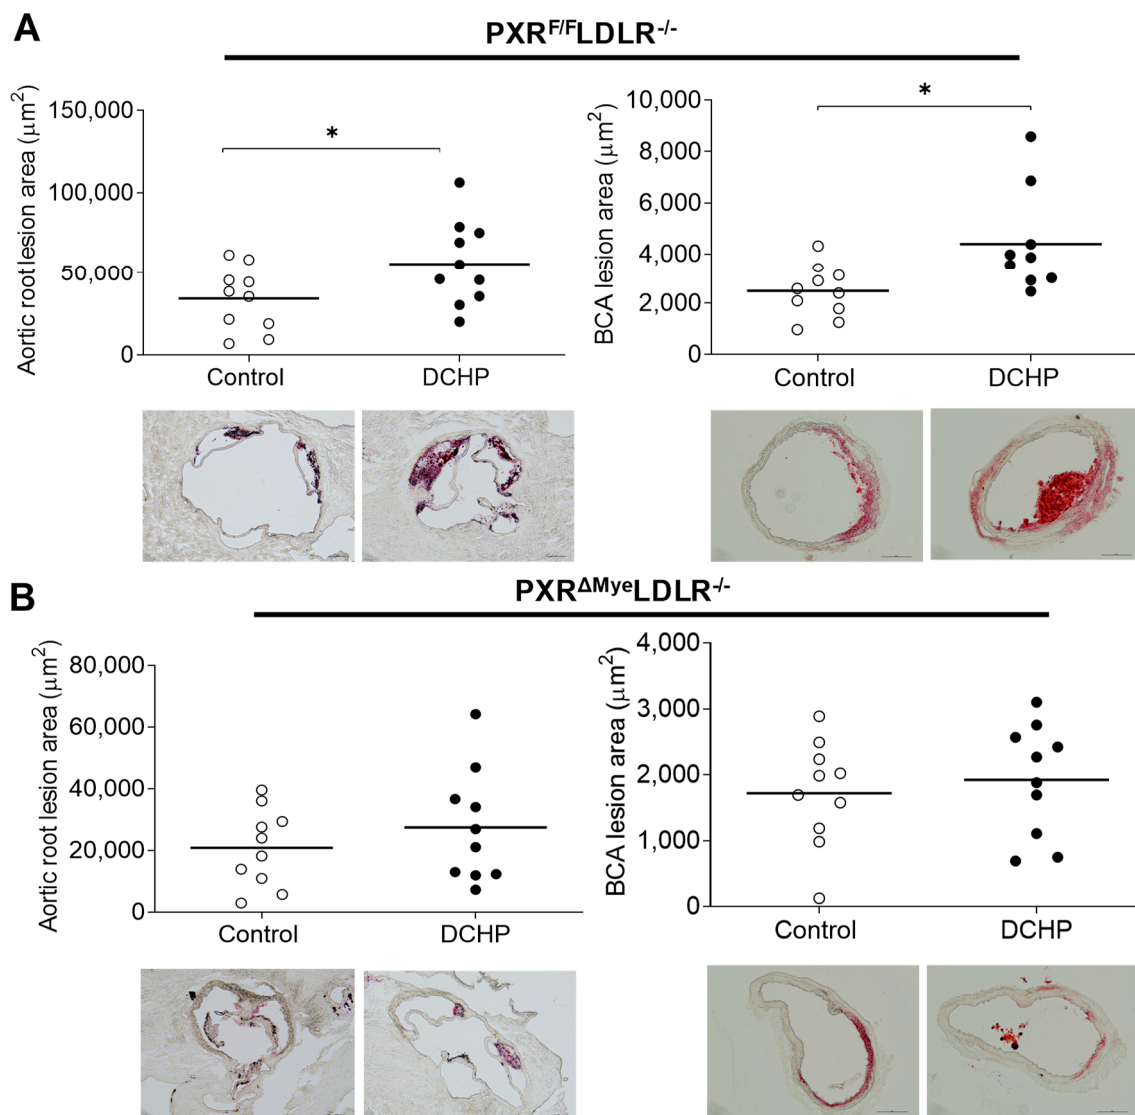 A
PXR^F/F LDLR^-/-
Aortic root lesion area (μm²)
150,000
100,000
50,000
0
*
Control
DCHP
BCA lesion area (μm²)
10,000
8,000
6,000
4,000
2,000
0
*
Control
DCHP
B
PXR^ΔMye LDLR^-/-
Aortic root lesion area (μm²)
80,000
60,000
40,000
20,000
0
Control
DCHP
BCA lesion area (μm²)
4,000
3,000
2,000
1,000
0
Control
DCHP